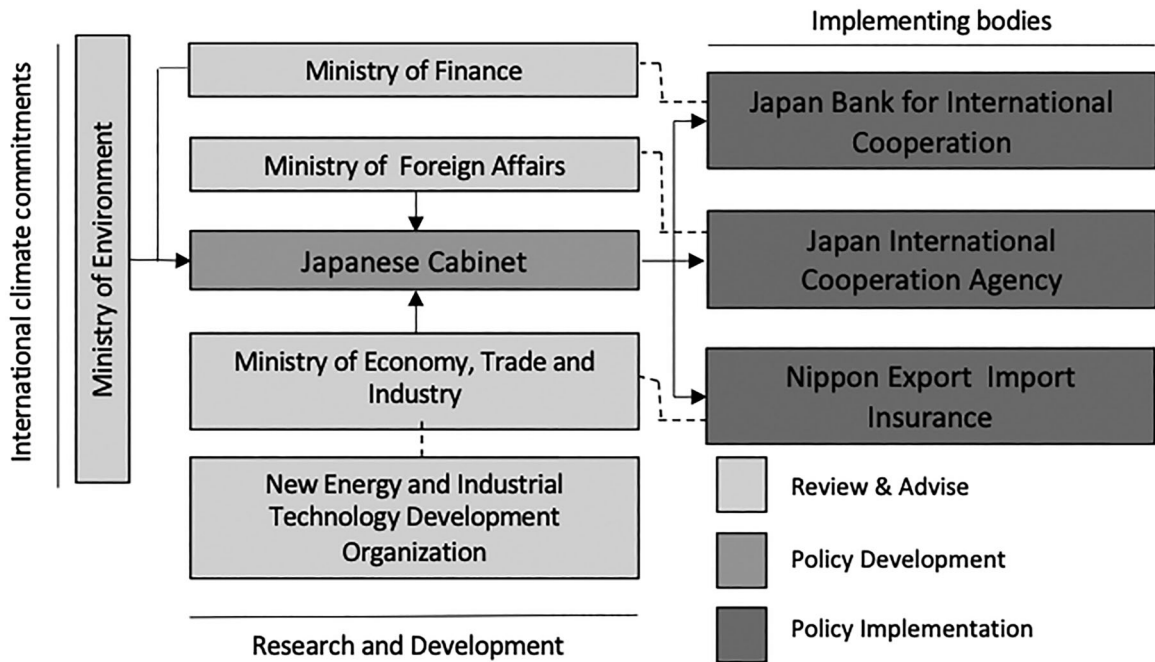 Implementing bodies
International climate commitments
Ministry of Environment
Ministry of Finance
Ministry of Foreign Affairs
Japanese Cabinet
Ministry of Economy, Trade and
Industry
New Energy and Industrial
Technology Development
Organization
Research and Development
Japan Bank for International
Cooperation
Japan International
Cooperation Agency
Nippon Export Import
Insurance
Review & Advise
Policy Development
Policy Implementation